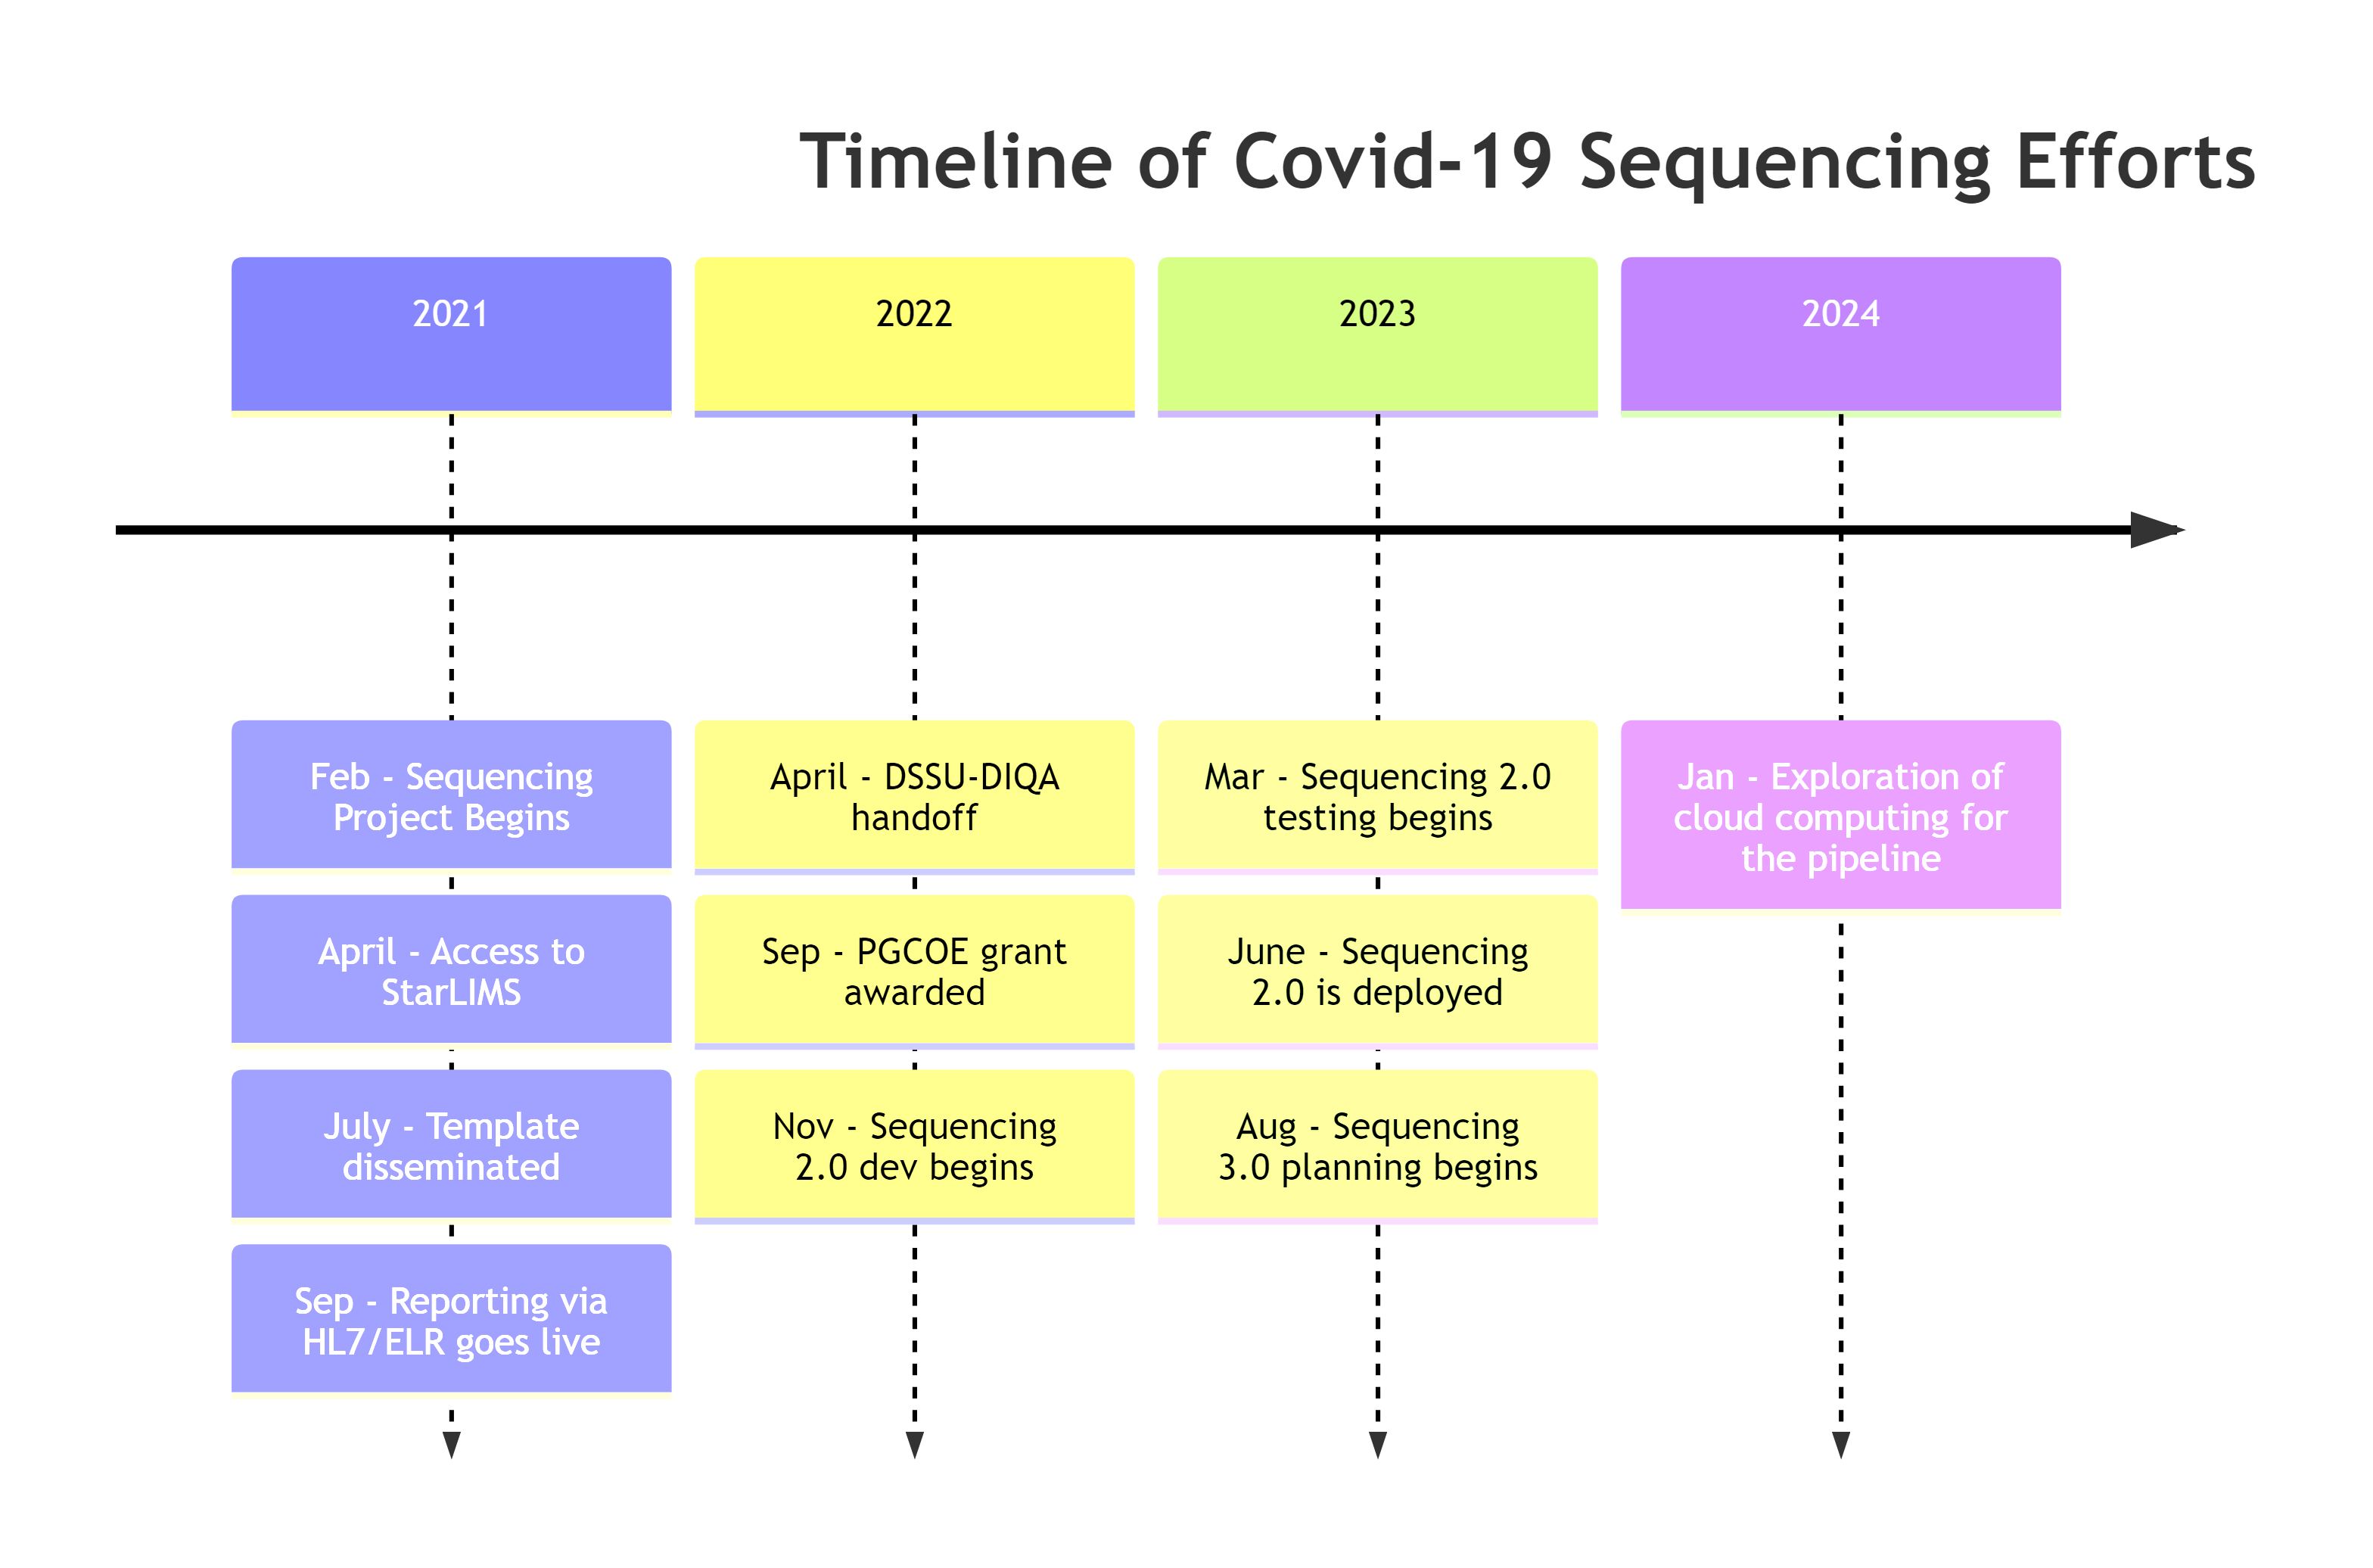 Timeline of Covid-19 Sequencing Efforts
2021
2022
2023
2024
Feb - Sequencing
Project Begins
April - Access to
StarLIMS
July - Template
disseminated
Sep - Reporting via
HL7/ELR goes live
April - DSSU-DIQA
handoff
Sep - PGCOE grant
awarded
Nov - Sequencing
2.0 dev begins
Mar - Sequencing 2.0
testing begins
June - Sequencing
2.0 is deployed
Aug - Sequencing
3.0 planning begins
Jan - Exploration of
cloud computing for
the pipeline